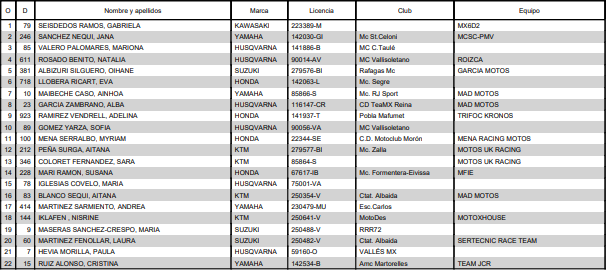 O D Nombre y apellidos Marca Licencia Club Equipo
1 79 SEISDEDOS RAMOS, GABRIELA KAWASAKI 223389-M MX6D2
2 246 SANCHEZ NEQUI, JANA YAMAHA 142030-GI Mc St.Celoni MCSC-PMV
3 85 VALERO PALOMARES, MARIONA HUSQVARNA 141886-B MC C.Taulé
4 611 ROSADO BENITO, NATALIA HUSQVARNA 90014-AV MC Vallisoletano ROIZCA
5 381 ALBIZURI SILGUERO, OIHANE SUZUKI 279576-BI Rafagas Mc GARCIA MOTOS
6 718 LLOBERA RICART, EVA HONDA 142063-L Mc. Segre
7 10 MAIBECHE CASO, AINHOA YAMAHA 85866-S Mc. RJ Sport MAD MOTOS
8 23 GARCIA ZAMBRANO, ALBA HUSQVARNA 116147-CR CD TeaMX Reina MAD MOTOS
9 923 RAMIREZ VENDRELL, ADELINA HONDA 141937-T Pobla Mafumet TRIFOC KRONOS
10 89 GOMEZ YARZA, SOFIA HUSQVARNA 90056-VA MC Vallisoletano
11 100 MENA SERRALBO, MYRIAM HONDA 22344-SE C.D. Motoclub Morón MENA RACING MOTOS
12 212 PEÑA SURGA, AITANA KTM 279577-BI Mc. Zalla MOTOS UK RACING
13 346 COLORET FERNANDEZ, SARA KTM 85864-S MOTOS UK RACING
14 228 MARI RAMON, SUSANA HONDA 67617-IB Mc. Formentera-Eivissa MFIE
15 78 IGLESIAS COVELO, MARIA HUSQVARNA 75001-VA
16 83 BLANCO SEQUI, AITANA KTM 250354-V Ctat. Albaida MAD MOTOS
17 414 MARTINEZ SARMIENTO, ANDREA YAMAHA 230479-MU Esc.Carlos
18 144 IKLAFEN , NISRINE KTM 250641-V MotoDes MOTOXHOUSE
19 9 MASERAS SANCHEZ-CRESPO, MARIA SUZUKI 250488-V RRR72
20 60 MARTINEZ FENOLLAR, LAURA SUZUKI 250482-V Ctat. Albaida SERTECNIC RACE TEAM
21 7 HEVIA MORILLA, PAULA HUSQVARNA 59160-O VALLÉS MX
22 15 RUIZ ALONSO, CRISTINA YAMAHA 142534-B Amc Martorelles TEAM JCR